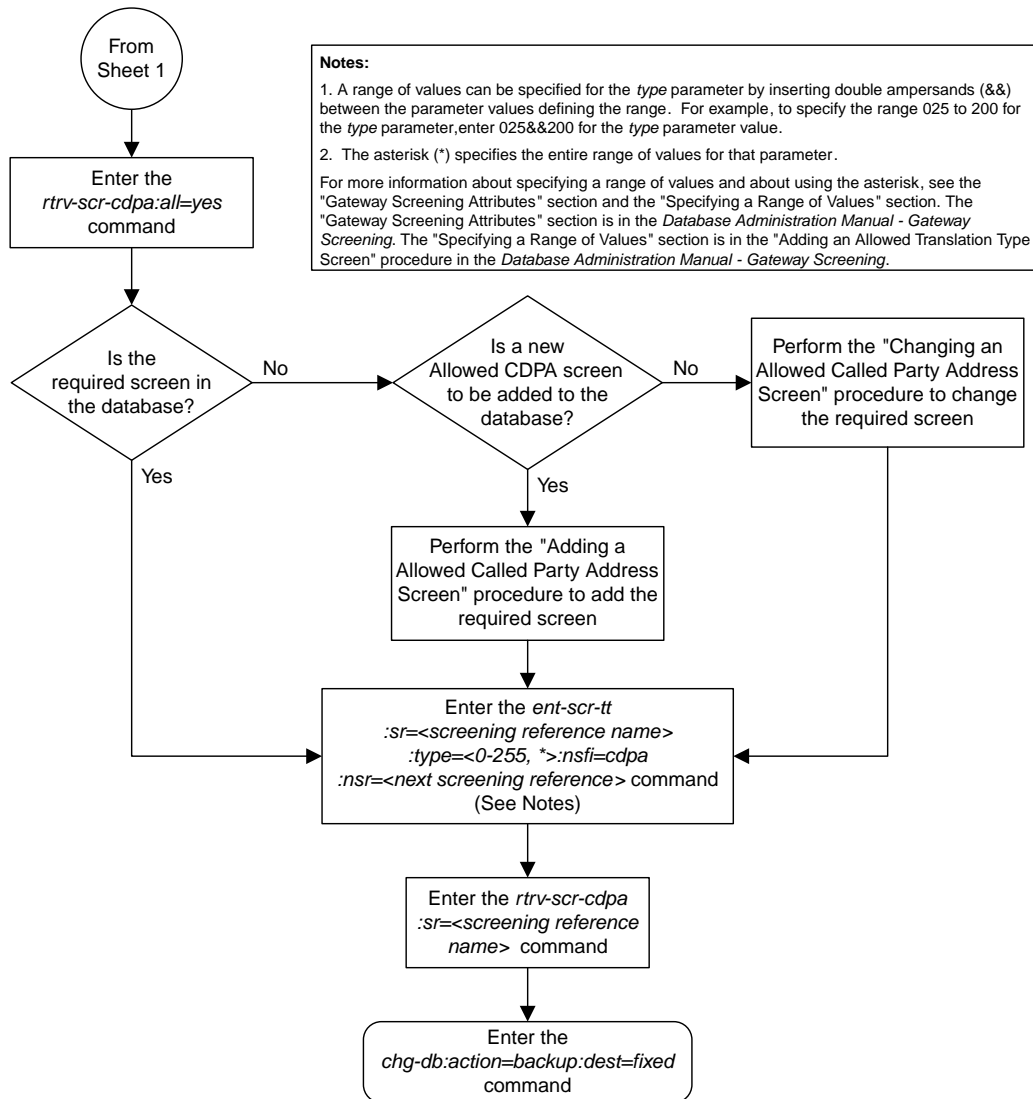 From
Sheet 1
Notes:
1. A range of values can be specified for the type parameter by inserting double ampersands (&&)
between the parameter values defining the range. For example, to specify the range 025 to 200 for
the type parameter,enter 025&&200 for the type parameter value.
2. The asterisk (*) specifies the entire range of values for that parameter.
For more information about specifying a range of values and about using the asterisk, see the
"Gateway Screening Attributes" section and the "Specifying a Range of Values" section. The
"Gateway Screening Attributes" section is in the Database Administration Manual - Gateway
Screening. The "Specifying a Range of Values" section is in the "Adding an Allowed Translation Type
Screen" procedure in the Database Administration Manual - Gateway Screening.
Enter the
rtrv-scr-cdpa:all=yes
command
Is the
required screen in
the database?
No
Yes
Is a new
Allowed CDPA screen
to be added to the
database?
No
Yes
Perform the "Changing an
Allowed Called Party Address
Screen" procedure to change
the required screen
Perform the "Adding a
Allowed Called Party Address
Screen" procedure to add the
required screen
Enter the ent-scr-tt
:sr=<screening reference name>
:type=<0-255, *>:nsfi=cdpa
:nsr=<next screening reference> command
(See Notes)
Enter the rtrv-scr-cdpa
:sr=<screening reference
name> command
Enter the
chg-db:action=backup:dest=fixed
command